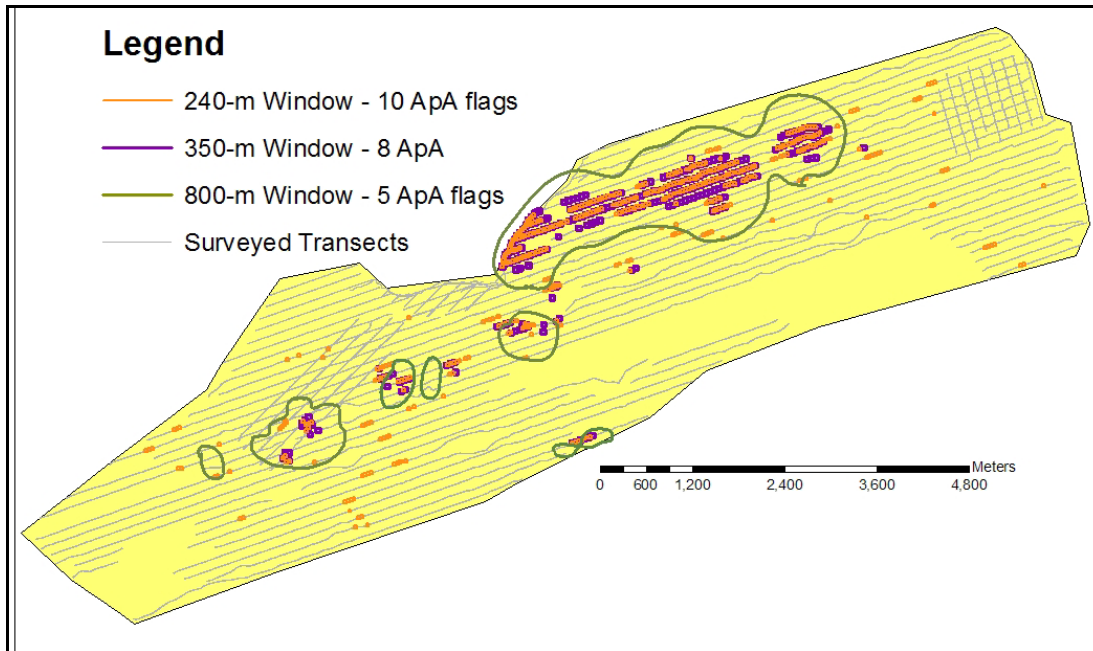 Legend
240-m Window - 10 ApA flags
350-m Window - 8 ApA
800-m Window - 5 ApA flags
Surveyed Transects
Meters
0 600 1,200 2,400 3,600 4,800